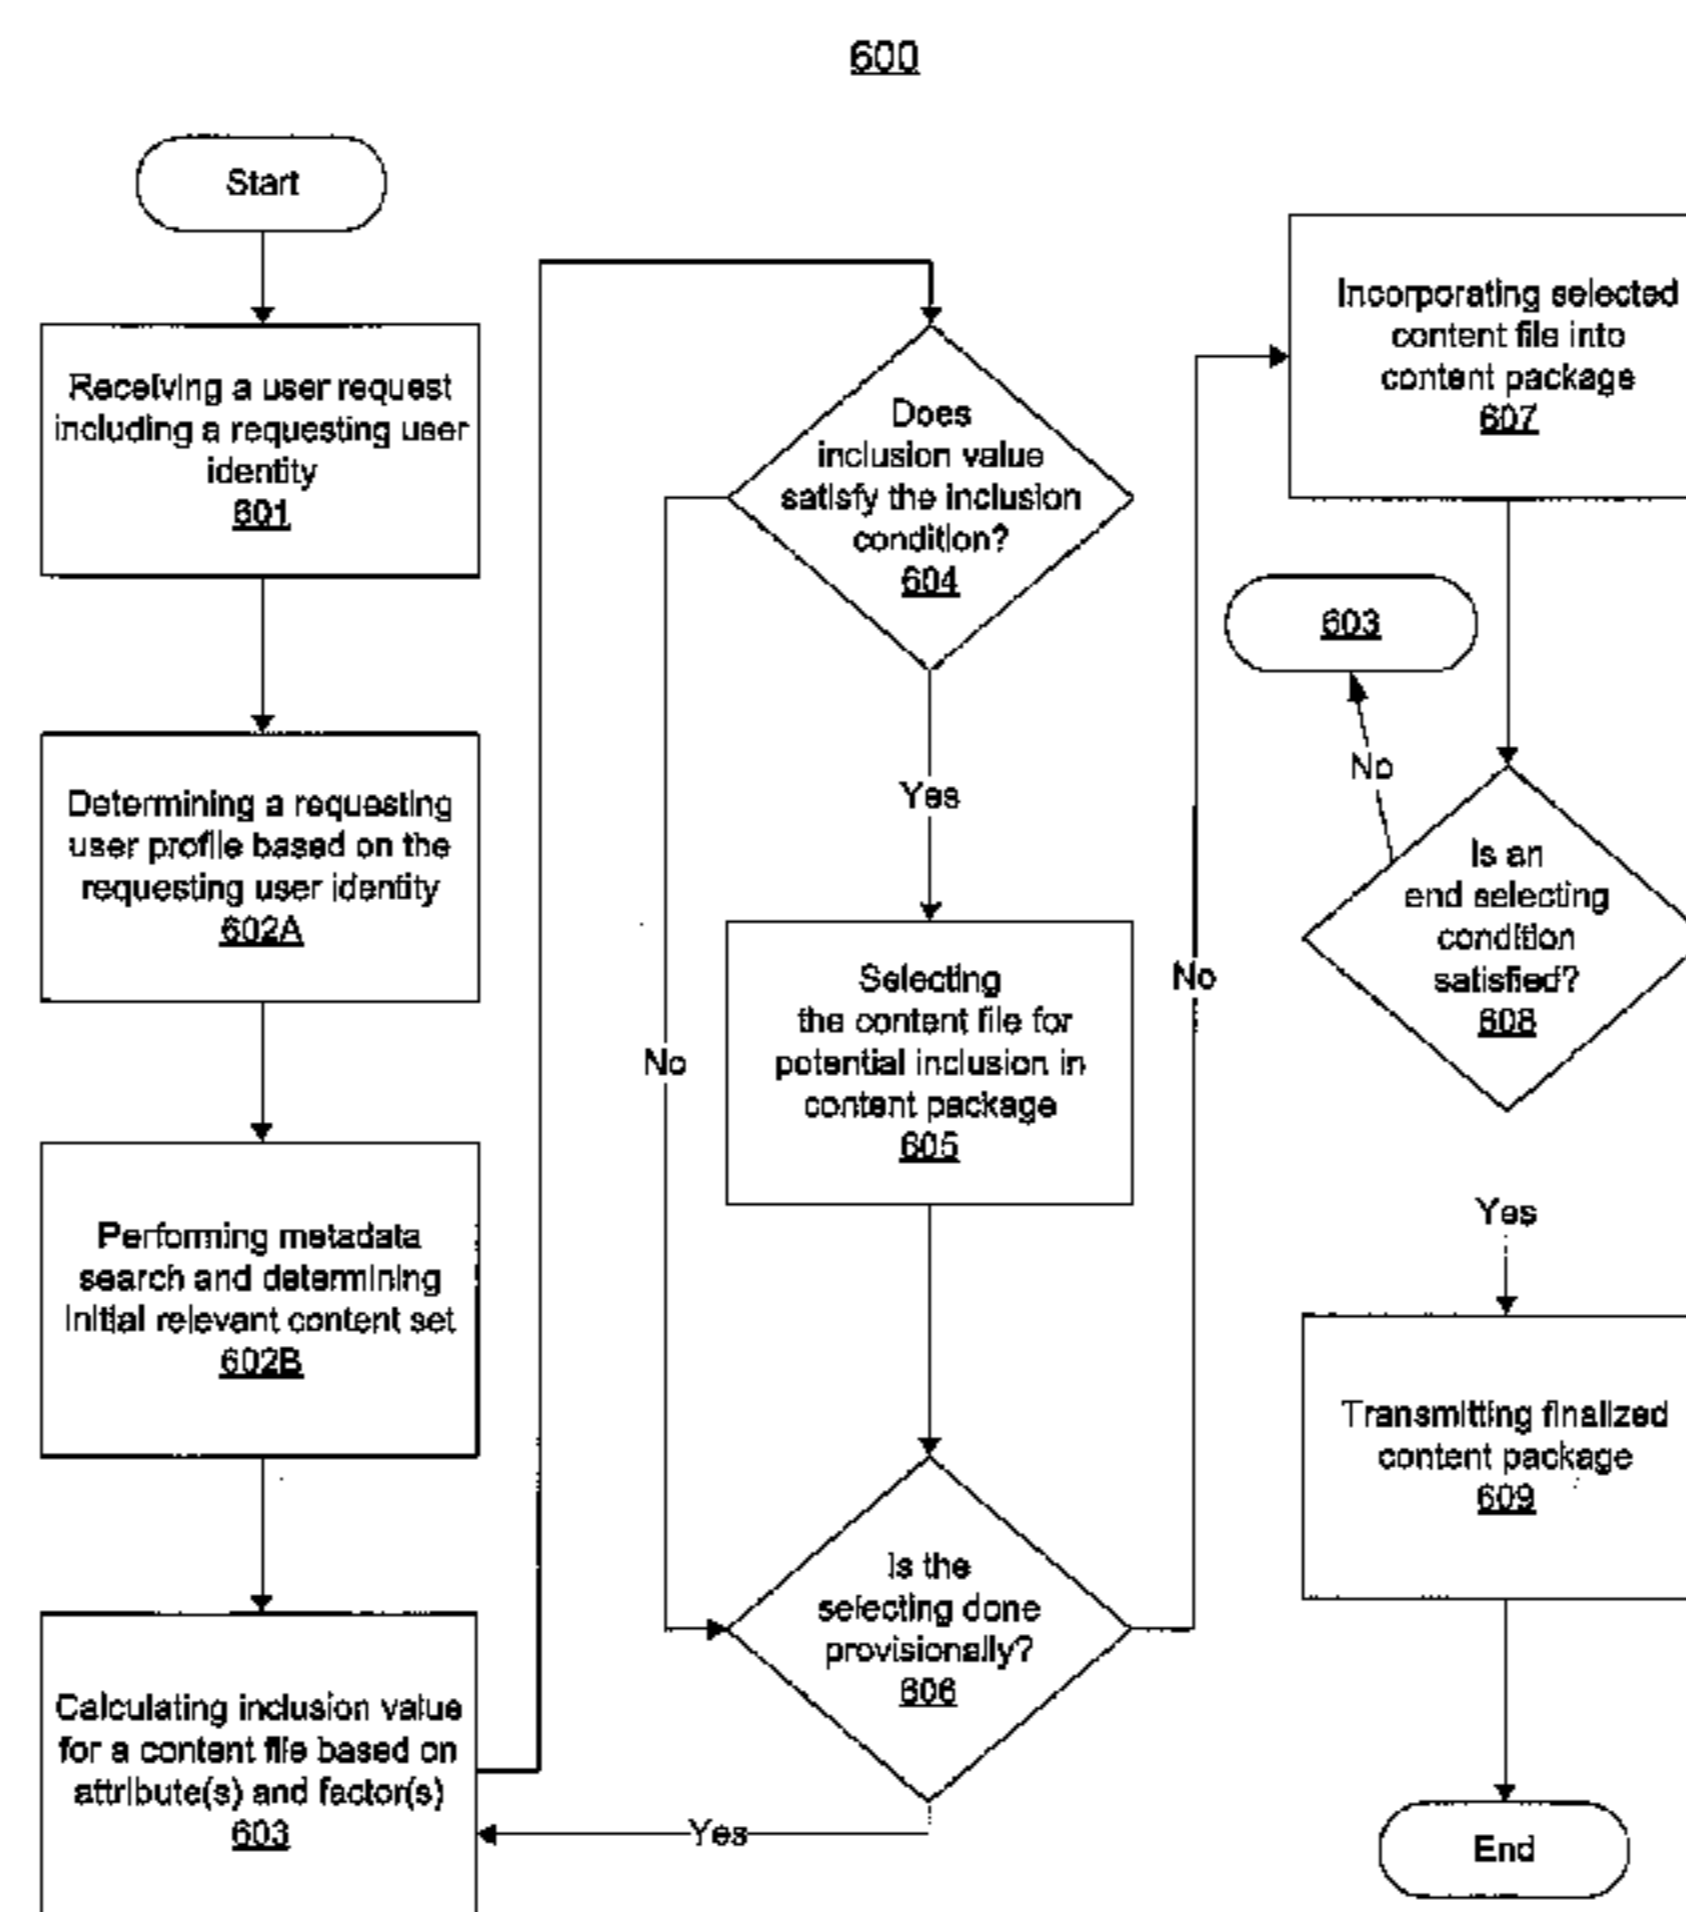 600
Start
Receiving a user request
including a requesting user
identity
601
Determining a requesting
user profile based on the
requesting user identity
602A
Performing metadata
search and determining
initial relevant content set
602B
Calculating inclusion value
for a content file based on
attribute(s) and factor(s)
603
Does
inclusion value
satisfy the inclusion
condition?
604
Yes
No
Selecting
the content file for
potential inclusion in
content package
605
Is the
selecting done
provisionally?
606
Yes
No
Incorporating selected
content file into
content package
607
603
No
Is an
end selecting
condition
satisfied?
608
Yes
Transmitting finalized
content package
609
End